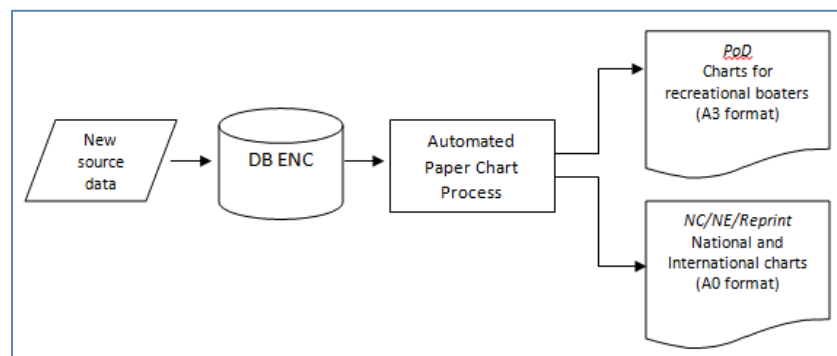 New
source
data
DB ENC
Automated
Paper Chart
Process
PoD
Charts for
recreational boaters
(A3 format)
NC/NE/Reprint
National and
International charts
(A0 format)